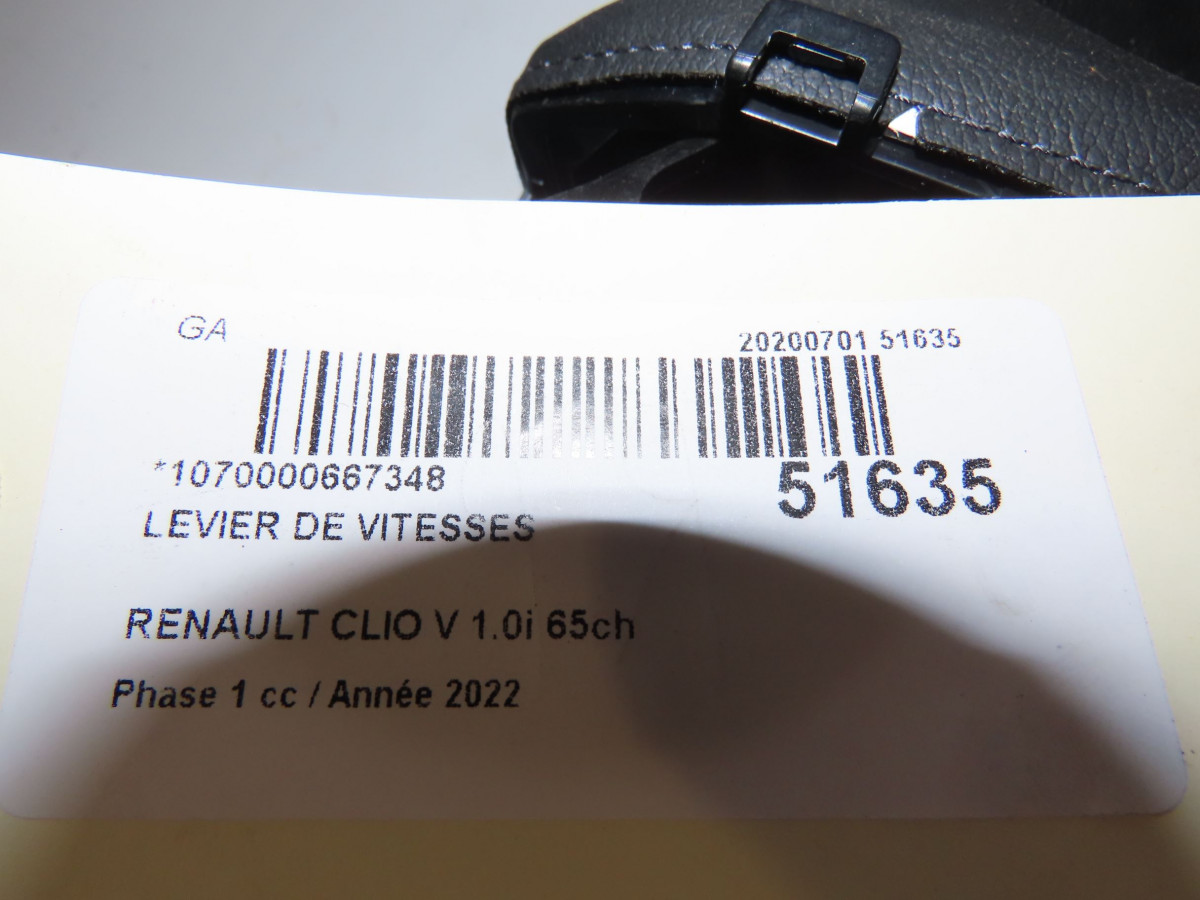 GA
20200701 51635
*1070000667348
51635
LEVIER DE VITESSES
RENAULT CLIO V 1.0i 65ch
Phase 1 cc / Année 2022